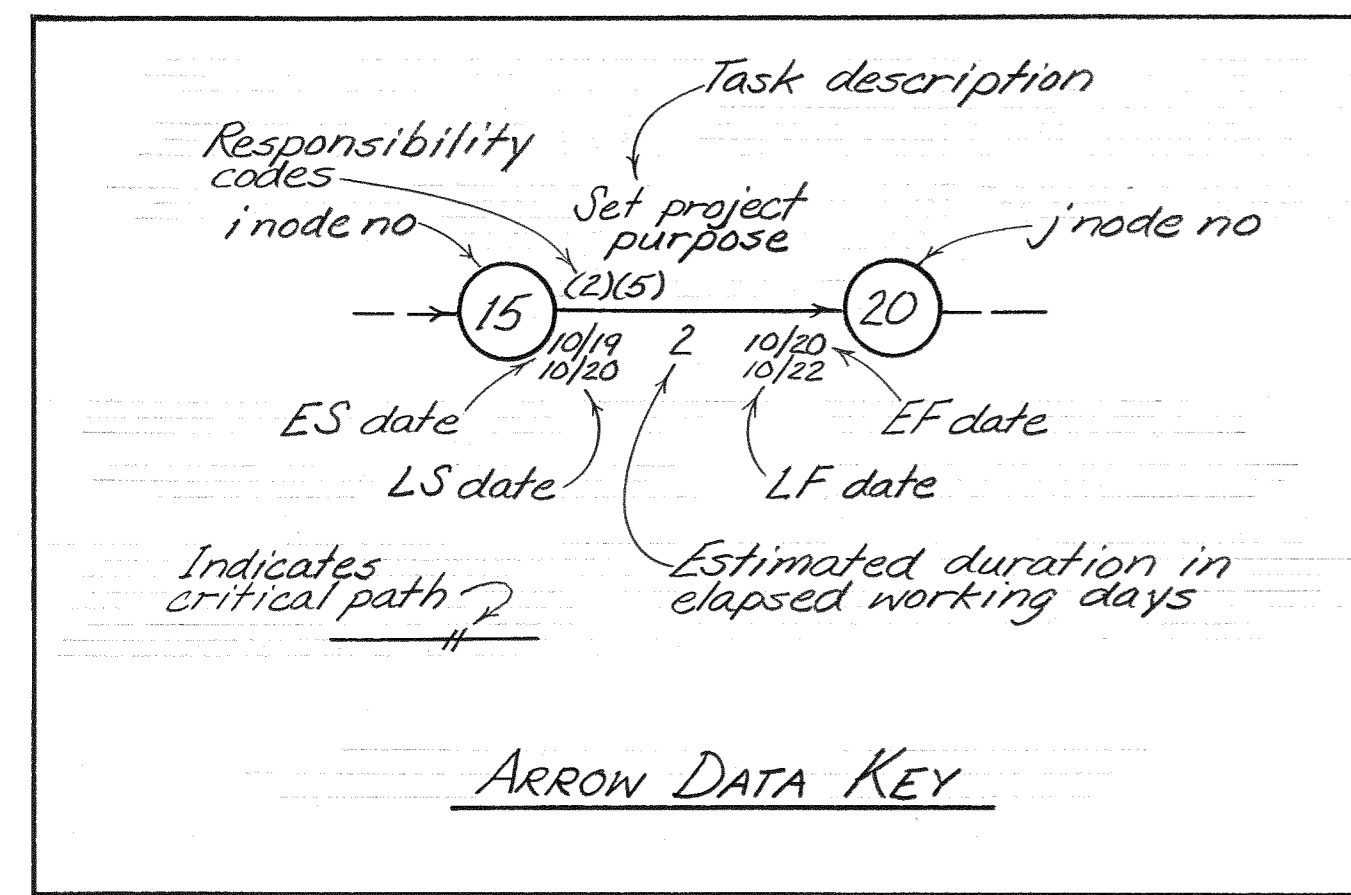 Task description
Responsibility
codes
i node no
Set project
purpose
j node no
(2)(5)
15
20
10/19 2 10/20
10/20 10/22
ES date
EF date
LS date
LF date
Indicates
critical path
Estimated duration in
elapsed working days
ARROW DATA KEY